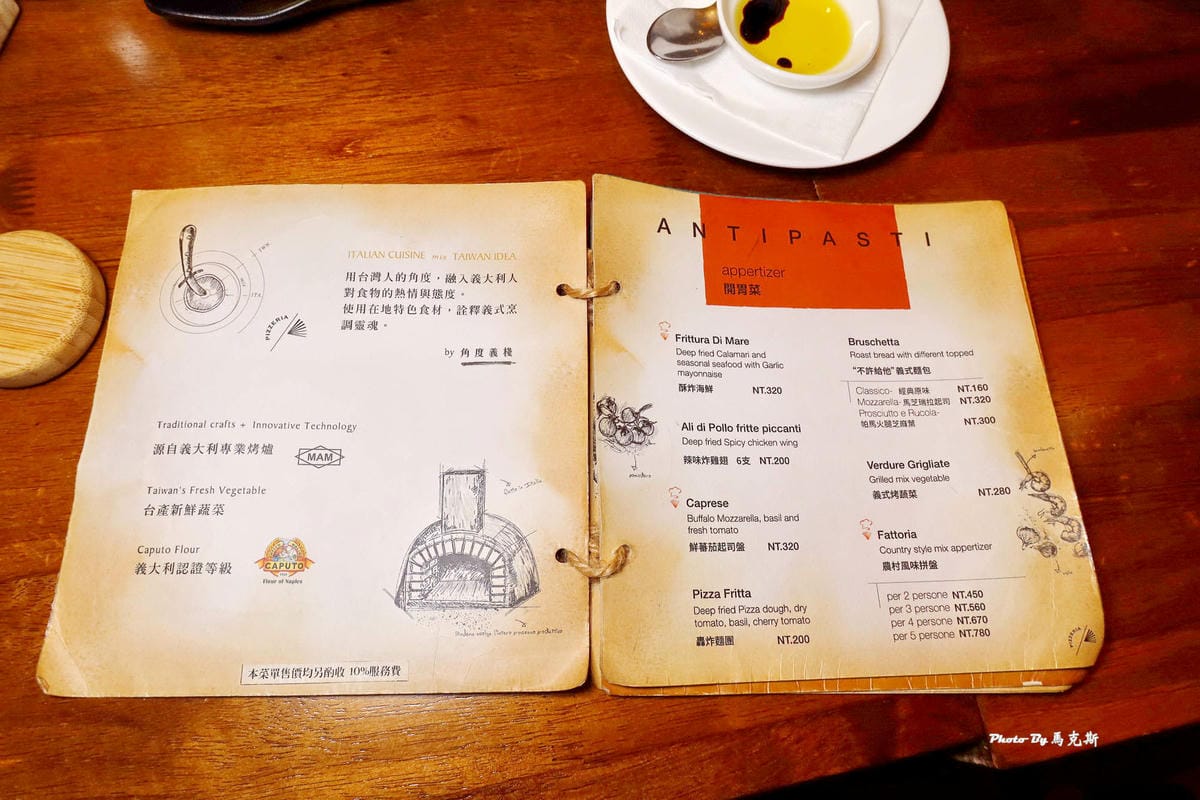 TWN
mix
ITA
PIZZERIA
ITALIAN CUISINE mix TAIWAN IDEA
用台灣人的角度，融入義大利人
對食物的熱情與態度。
使用在地特色食材，詮釋義式烹
調靈魂。
by 角度義棧
Traditional crafts + Innovative Technology
源自義大利專業烤爐
MAM
Taiwan's Fresh Vegetable
台產新鮮蔬菜
Caputo Flour
義大利認證等級
CAPUTO
Flour of Naples
本菜單售價均另酌收 10%服務費
ANTIPASTI
appertizer
開胃菜
Frittura Di Mare
Deep fried Calamari and
seasonal seafood with Garlic
mayonnaise
酥炸海鮮 NT.320
Ali di Pollo fritte piccanti
Deep fried Spicy chicken wing
辣味炸雞翅 6支 NT.200
Caprese
Buffalo Mozzarella, basil and
fresh tomato
鮮蕃茄起司盤 NT.320
Pizza Fritta
Deep fried Pizza dough, dry
tomato, basil, cherry tomato
轟炸麵團 NT.200
Bruschetta
Roast bread with different topped
"不許給他"義式麵包
Classico- 經典原味 NT.160
Mozzarella- 馬芝瑞拉起司 NT.320
Prosciutto e Rucola-
帕馬火腿芝麻葉 NT.300
Verdure Grigliate
Grilled mix vegetable
義式烤蔬菜 NT.280
Fattoria
Country style mix appertizer
農村風味拼盤
per 2 persone NT.450
per 3 persone NT.560
per 4 persone NT.670
per 5 persone NT.780
PIZZERIA
Photo By 馬克斯